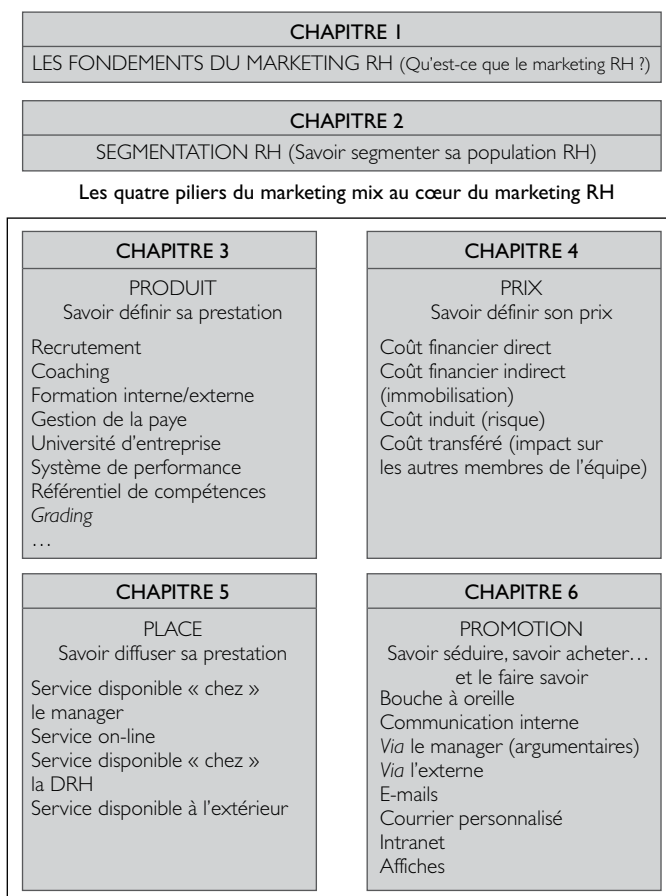 CHAPITRE 1
LES FONDEMENTS DU MARKETING RH (Qu'est-ce que le marketing RH ?)
CHAPITRE 2
SEGMENTATION RH (Savoir segmenter sa population RH)
Les quatre piliers du marketing mix au cœur du marketing RH
CHAPITRE 3
PRODUIT
Savoir définir sa prestation
Recrutement
Coaching
Formation interne/externe
Gestion de la paye
Université d'entreprise
Système de performance
Référentiel de compétences
Grading
…
CHAPITRE 4
PRIX
Savoir définir son prix
Coût financier direct
Coût financier indirect
(immobilisation)
Coût induit (risque)
Coût transféré (impact sur
les autres membres de l'équipe)
CHAPITRE 5
PLACE
Savoir diffuser sa prestation
Service disponible « chez »
le manager
Service on-line
Service disponible « chez »
la DRH
Service disponible à l'extérieur
CHAPITRE 6
PROMOTION
Savoir séduire, savoir acheter…
et le faire savoir
Bouche à oreille
Communication interne
Via le manager (argumentaires)
Via l'externe
E-mails
Courrier personnalisé
Intranet
Affiches